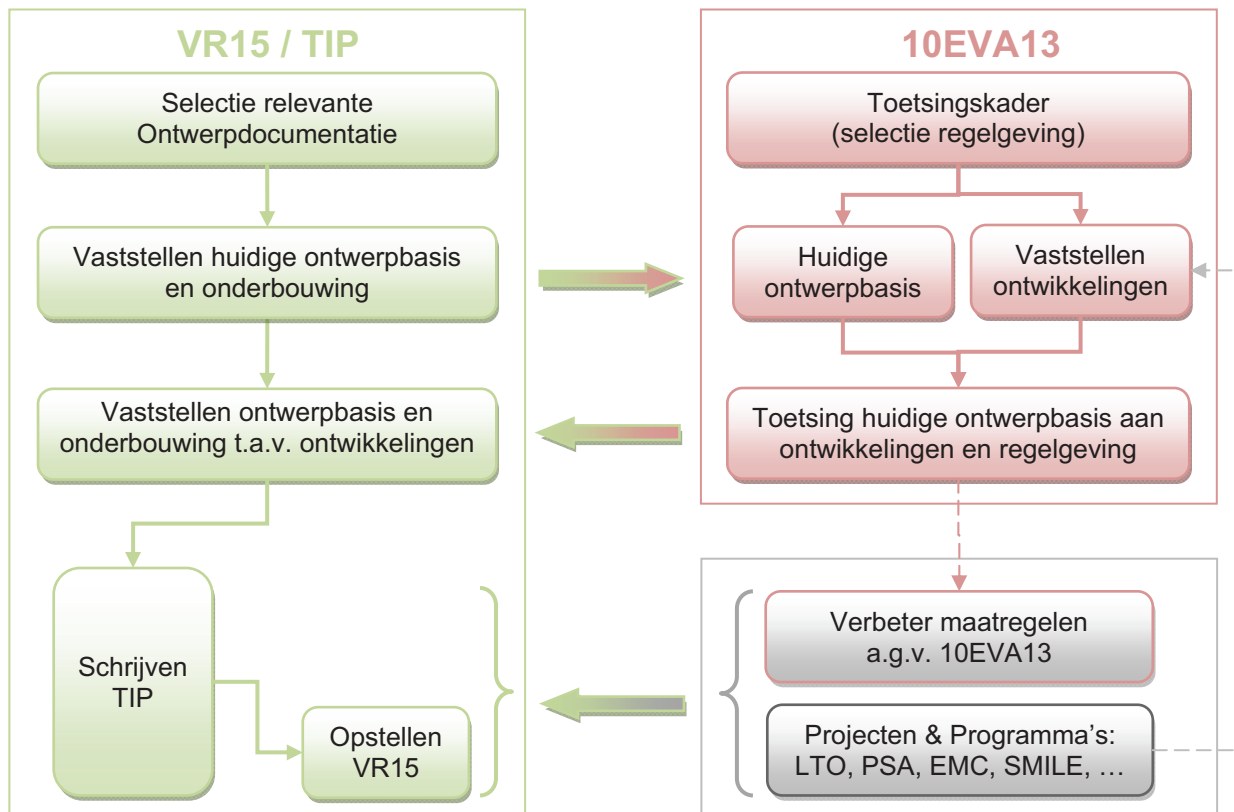 VR15 / TIP
Selectie relevante
Ontwerpdocumentatie
Vaststellen huidige ontwerpbasis
en onderbouwing
Vaststellen ontwerpbasis en
onderbouwing t.a.v. ontwikkelingen
Schrijven
TIP
Opstellen
VR15
10EVA13
Toetsingskader
(selectie regelgeving)
Huidige
ontwerpbasis
Vaststellen
ontwikkelingen
Toetsing huidige ontwerpbasis aan
ontwikkelingen en regelgeving
Verbeter maatregelen
a.g.v. 10EVA13
Projecten & Programma’s:
LTO, PSA, EMC, SMILE, …